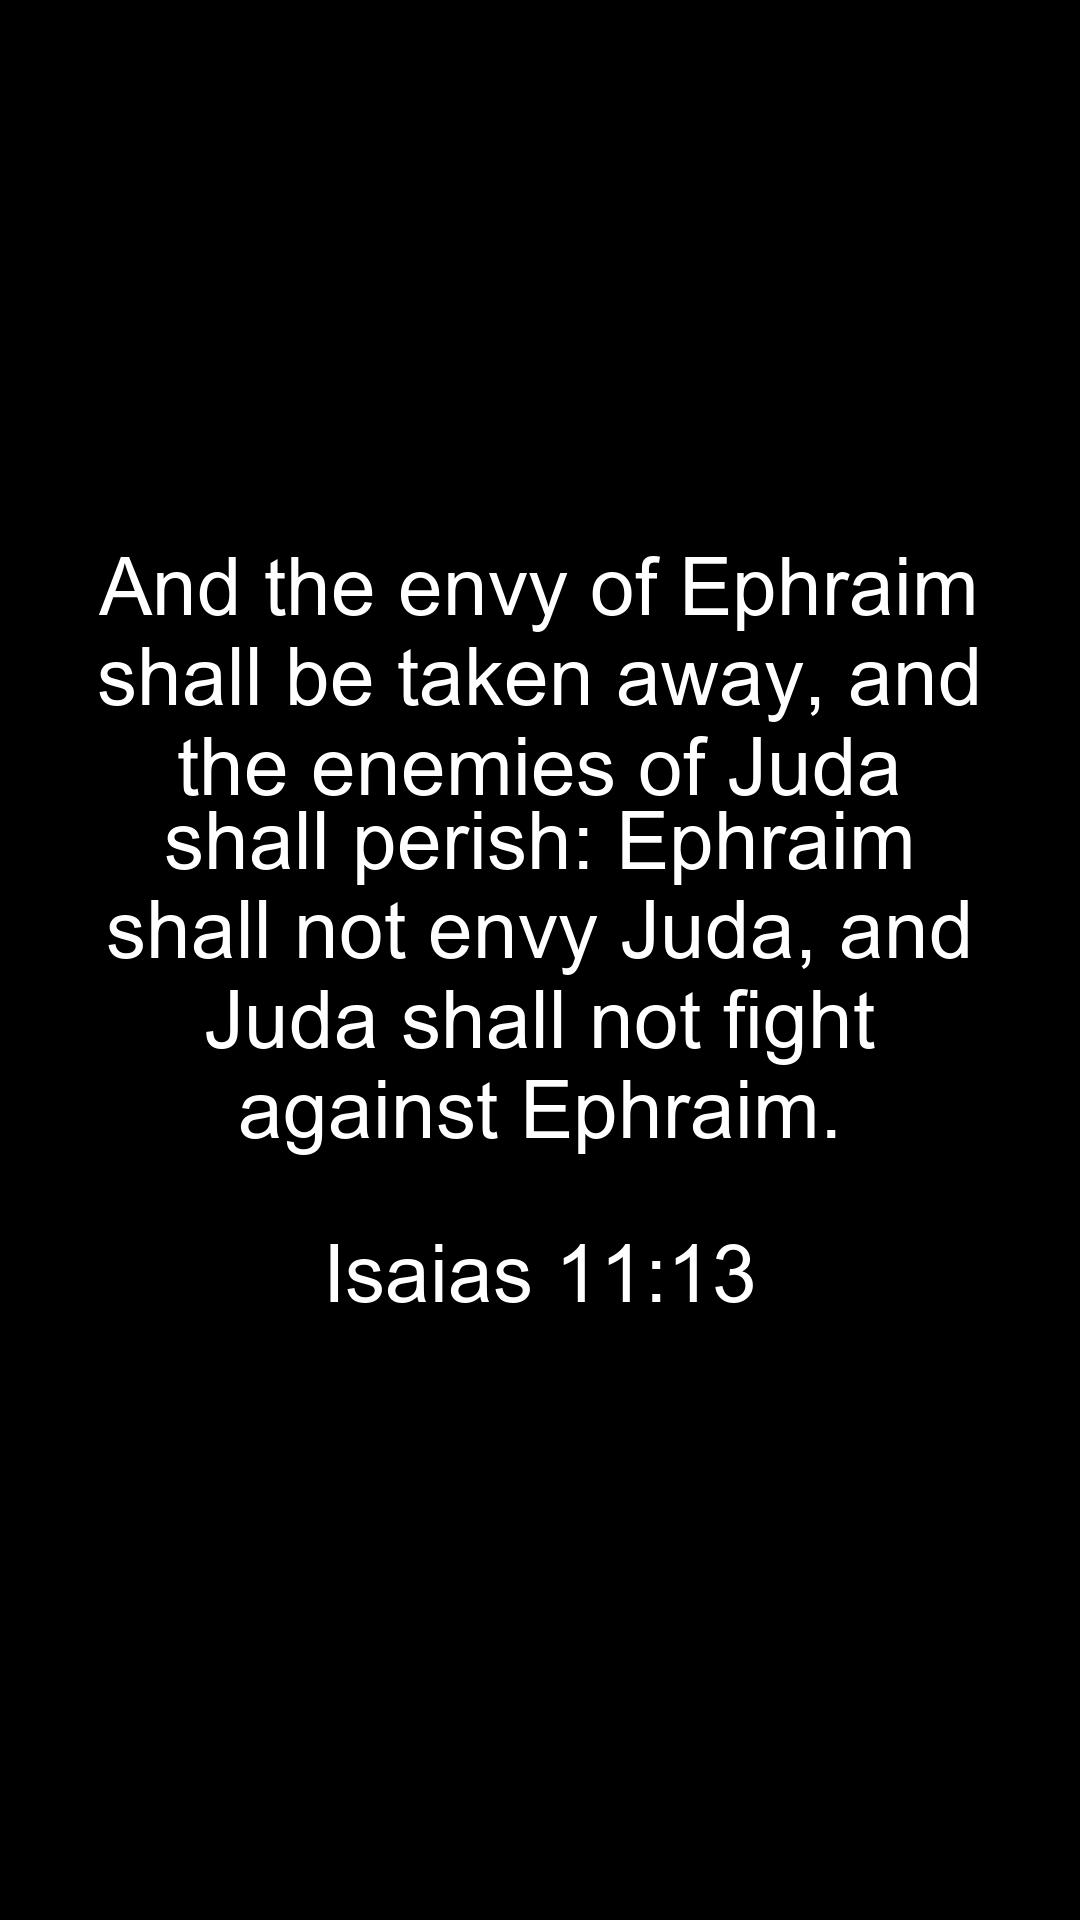 And the envy of Ephraim
shall be taken away, and
the enemies of Juda
shall perish: Ephraim
shall not envy Juda, and
Juda shall not fight
against Ephraim.
Isaias 11:13